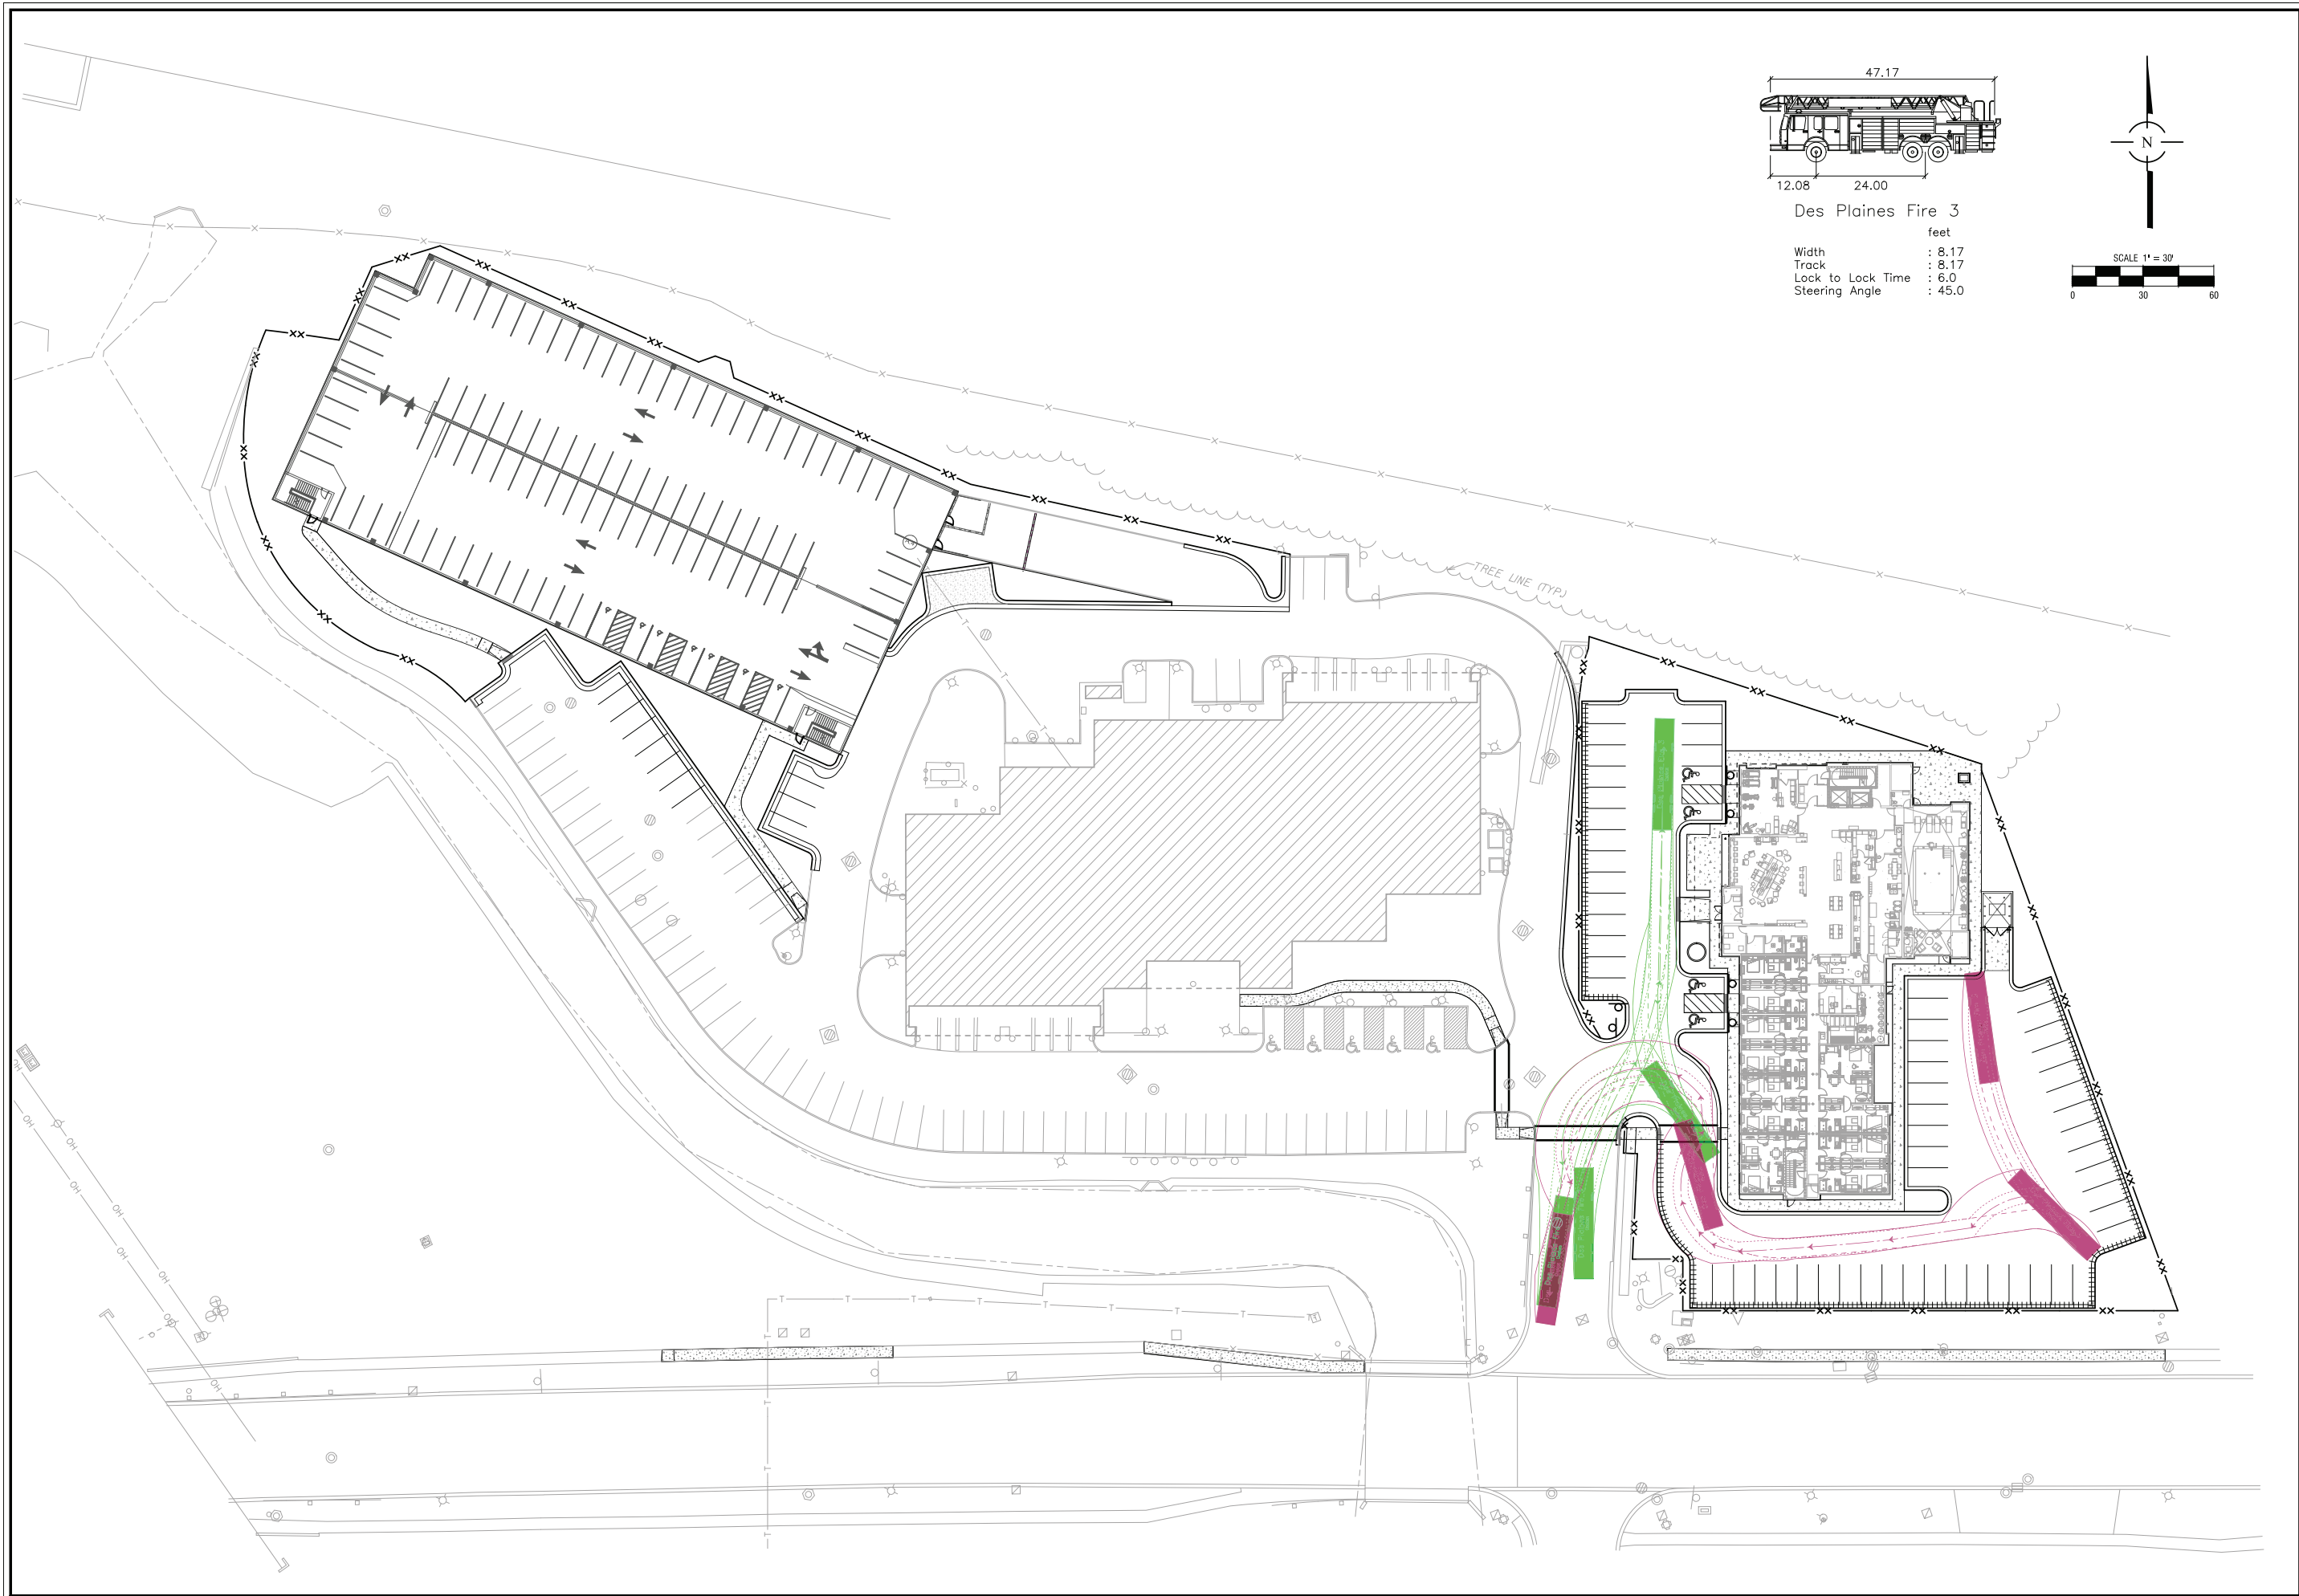 47.17
12.08 24.00
Des Plaines Fire 3
feet
Width : 8.17
Track : 8.17
Lock to Lock Time : 6.0
Steering Angle : 45.0
N
SCALE 1" = 30'
0 30 60
TREE LINE (TYP.)